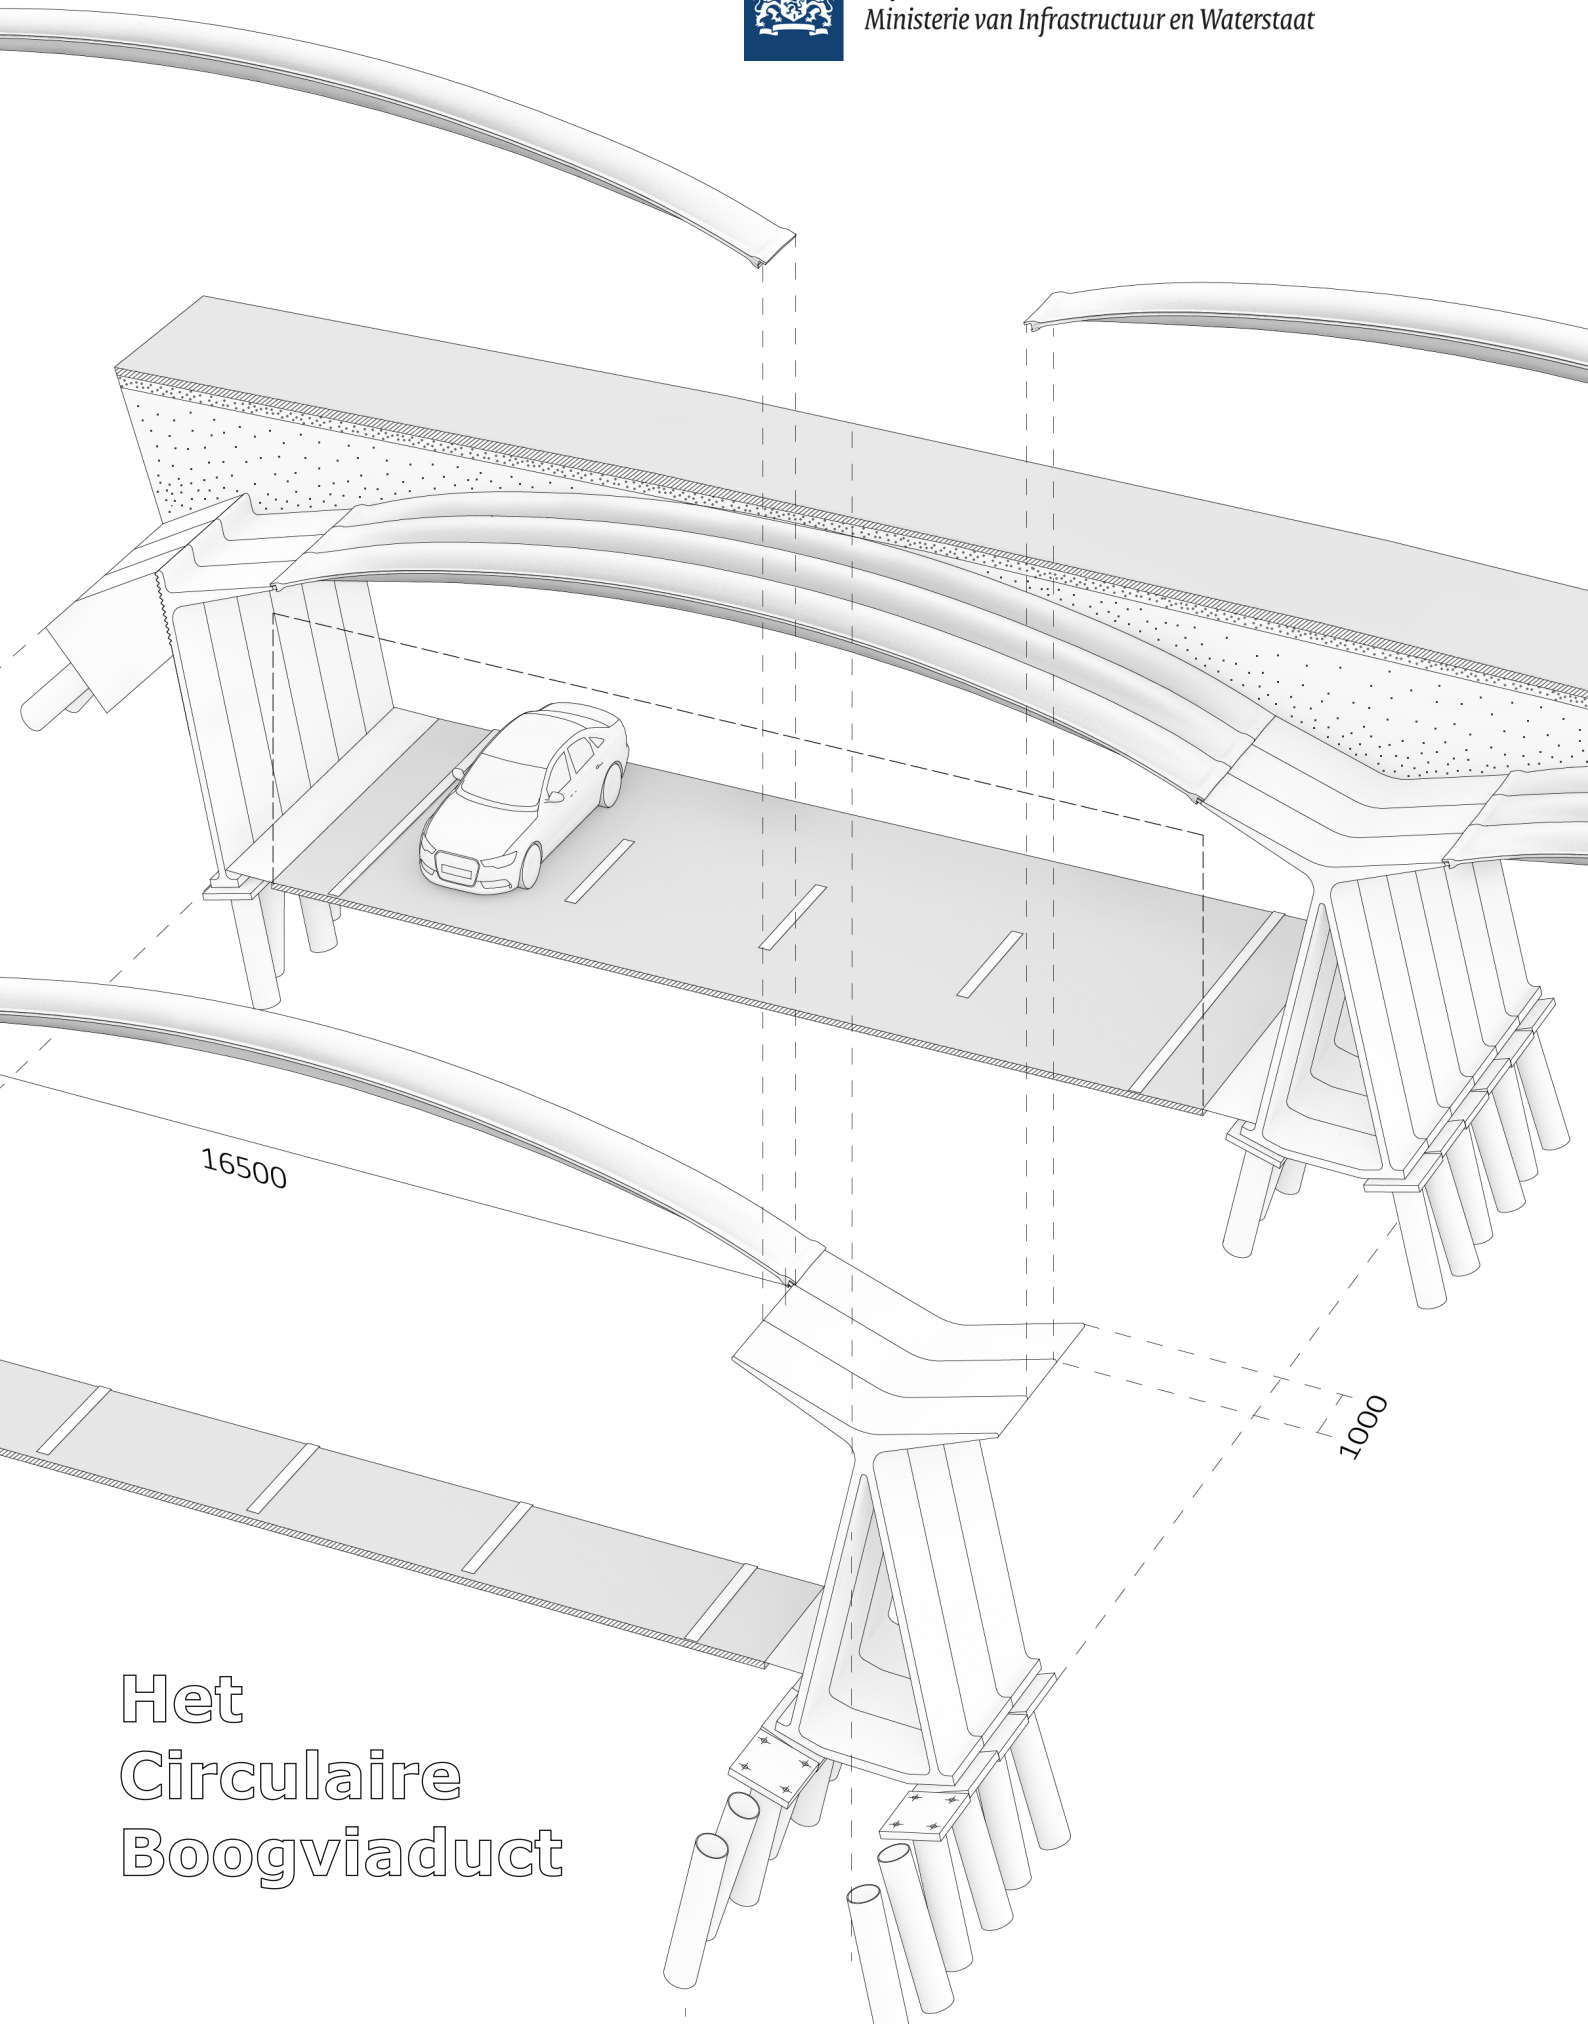 Ministerie van Infrastructuur en Waterstaat
16500
1000
Het
Circulaire
Boogviaduct